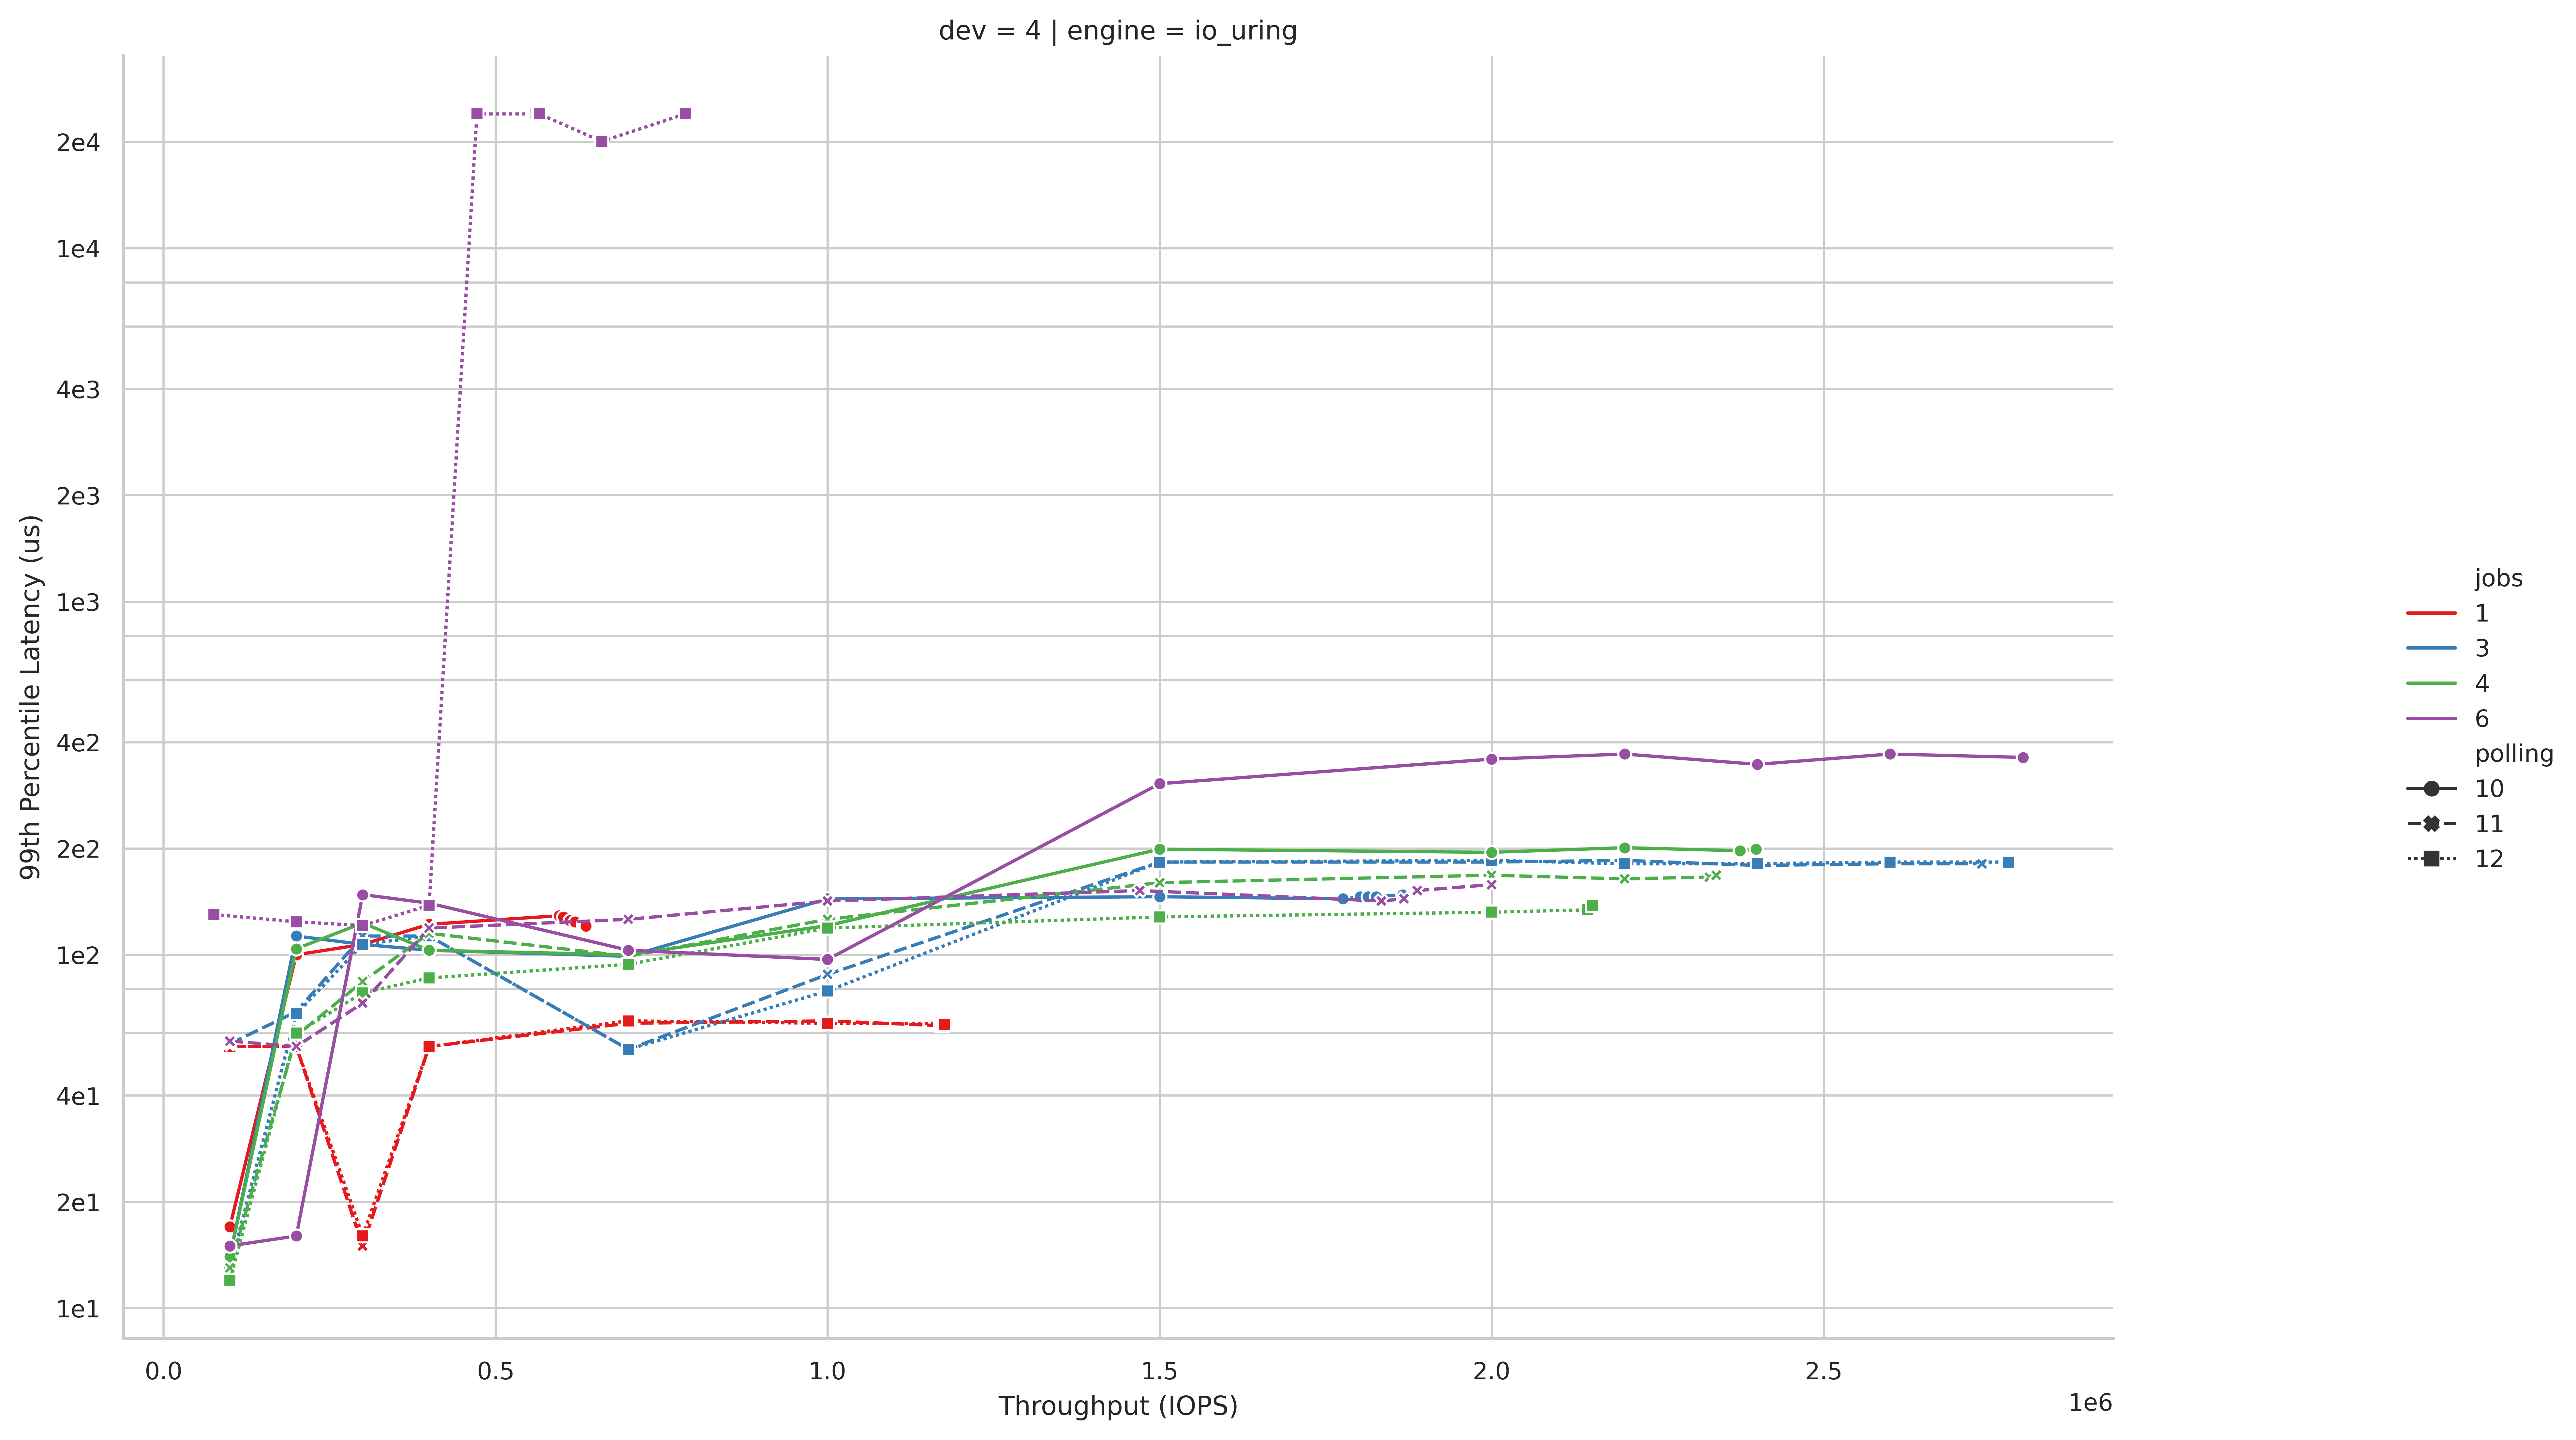 dev = 4 | engine = io_uring
99th Percentile Latency (us)
2e4
1e4
4e3
2e3
1e3
4e2
2e2
1e2
4e1
2e1
1e1
0.0 0.5 1.0 1.5 2.0 2.5
1e6
Throughput (IOPS)
jobs
1
3
4
6
polling
10
11
12